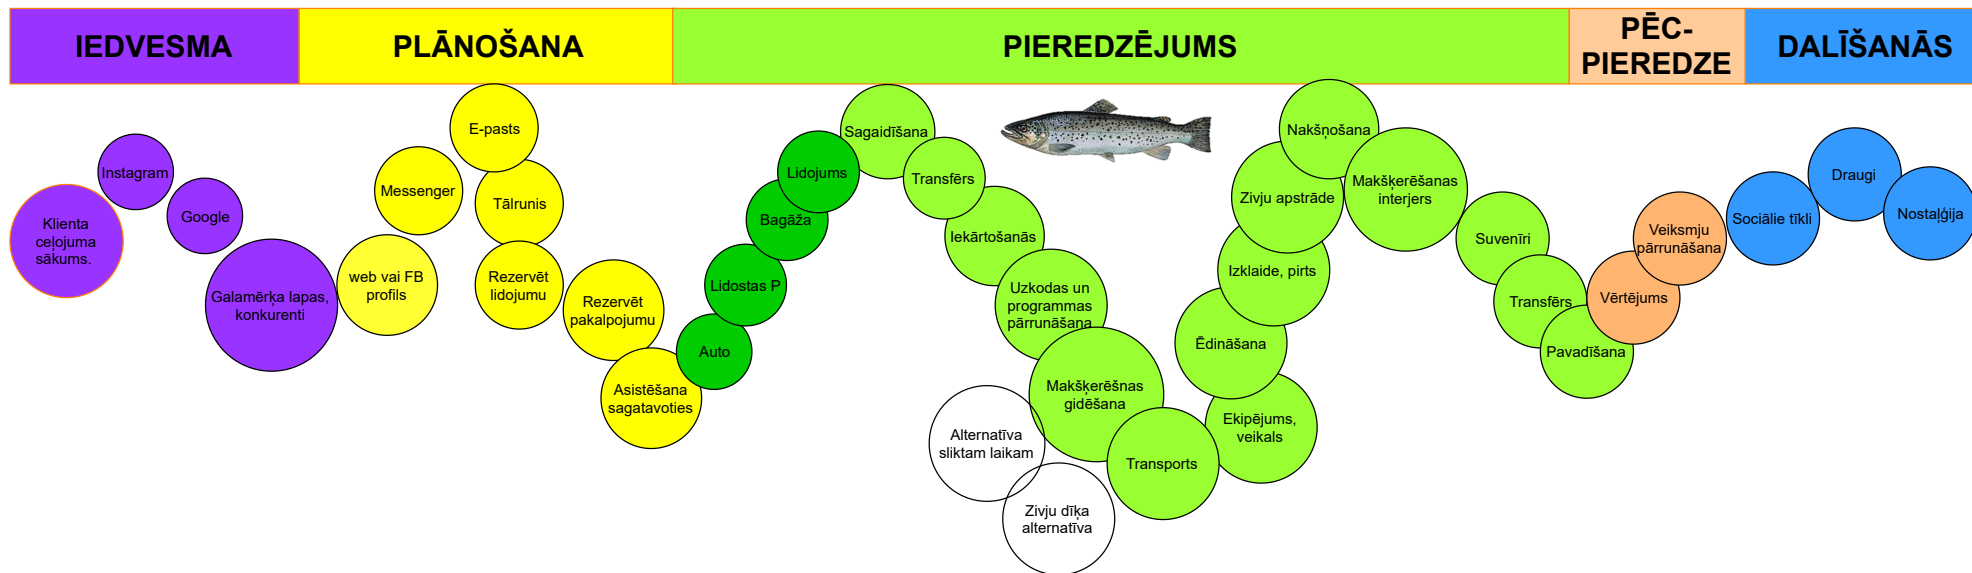 IEDVESMA
PLĀNOŠANA
PIEREDZĒJUMS
PĒC-
PIEREDZE
DALĪŠANĀS
Klienta
ceļojuma
sākums.
Instagram
Google
Galamērķa lapas,
konkurenti
web vai FB
profils
Messenger
E-pasts
Tālrunis
Rezervēt
lidojumu
Rezervēt
pakalpojumu
Asistēšana
sagatavoties
Auto
Lidostas P
Bagāža
Lidojums
Sagaidīšana
Transfērs
Iekārtošanās
Uzkodas un
programmas
pārrunāšana
Makšķerēšnas
gidēšana
Alternatīva
sliktam laikam
Zivju dīķa
alternatīva
Transports
Ekipējums,
veikals
Ēdināšana
Izklaide, pirts
Zivju apstrāde
Nakšņošana
Makšķerēšanas
interjers
Suvenīri
Transfērs
Pavadīšana
Vērtējums
Veiksmju
pārrunāšana
Sociālie tīkli
Draugi
Nostaļģija